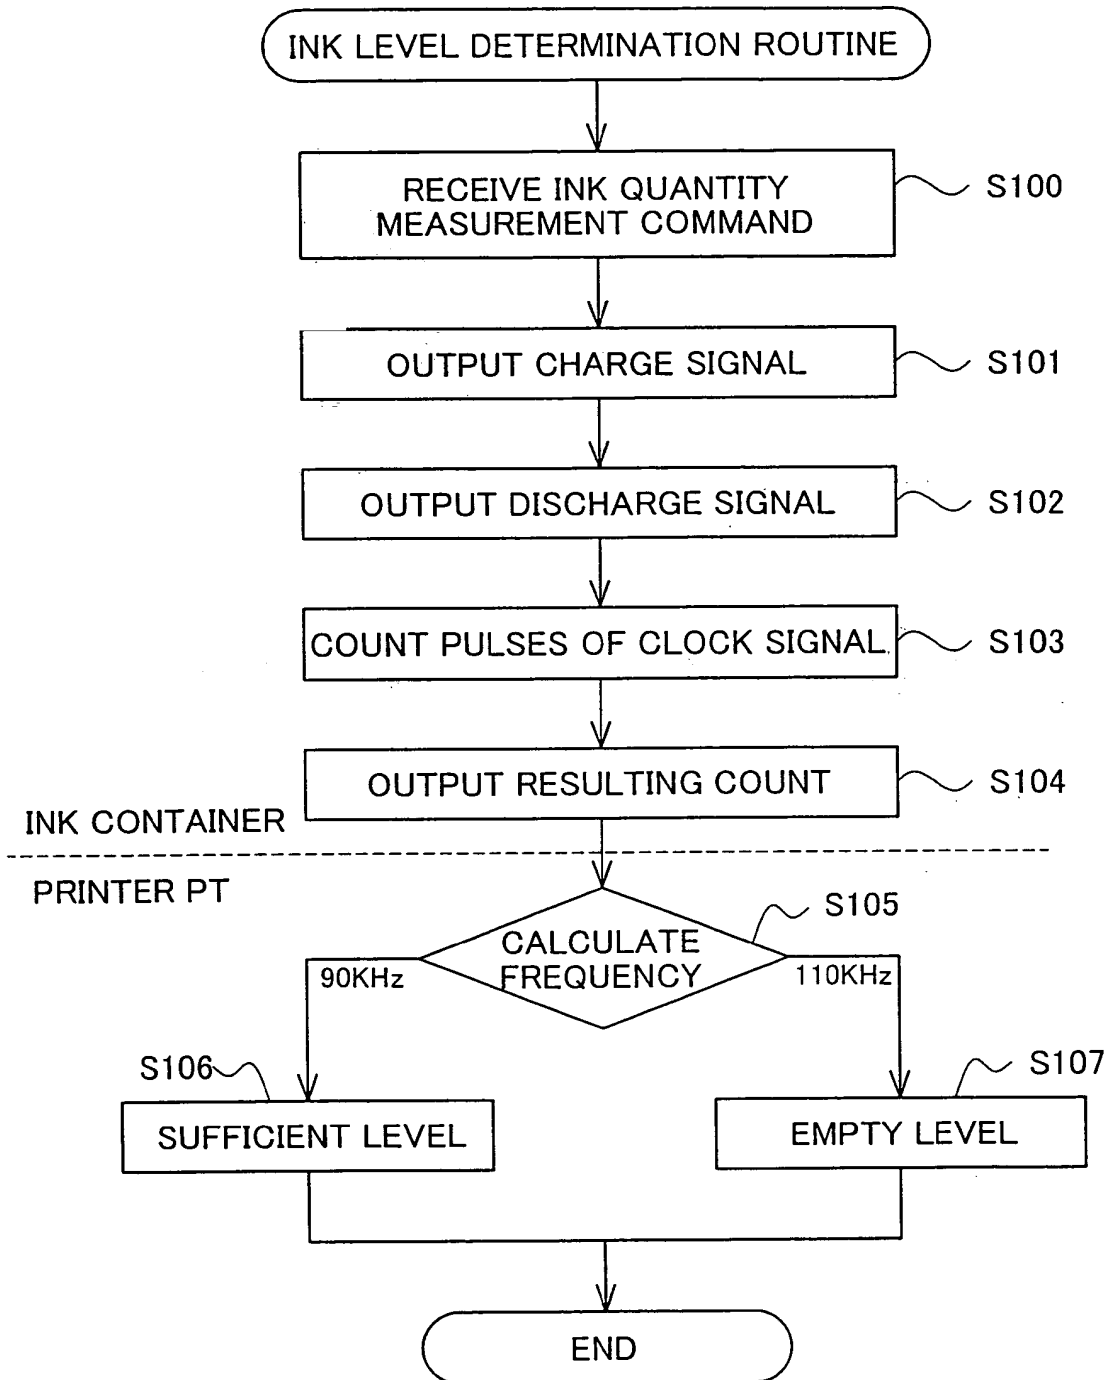 INK LEVEL DETERMINATION ROUTINE
RECEIVE INK QUANTITY
MEASUREMENT COMMAND
S100
OUTPUT CHARGE SIGNAL
S101
OUTPUT DISCHARGE SIGNAL
S102
COUNT PULSES OF CLOCK SIGNAL
S103
OUTPUT RESULTING COUNT
S104
INK CONTAINER
PRINTER PT
CALCULATE
FREQUENCY
S105
90KHz
110KHz
S106
SUFFICIENT LEVEL
S107
EMPTY LEVEL
END